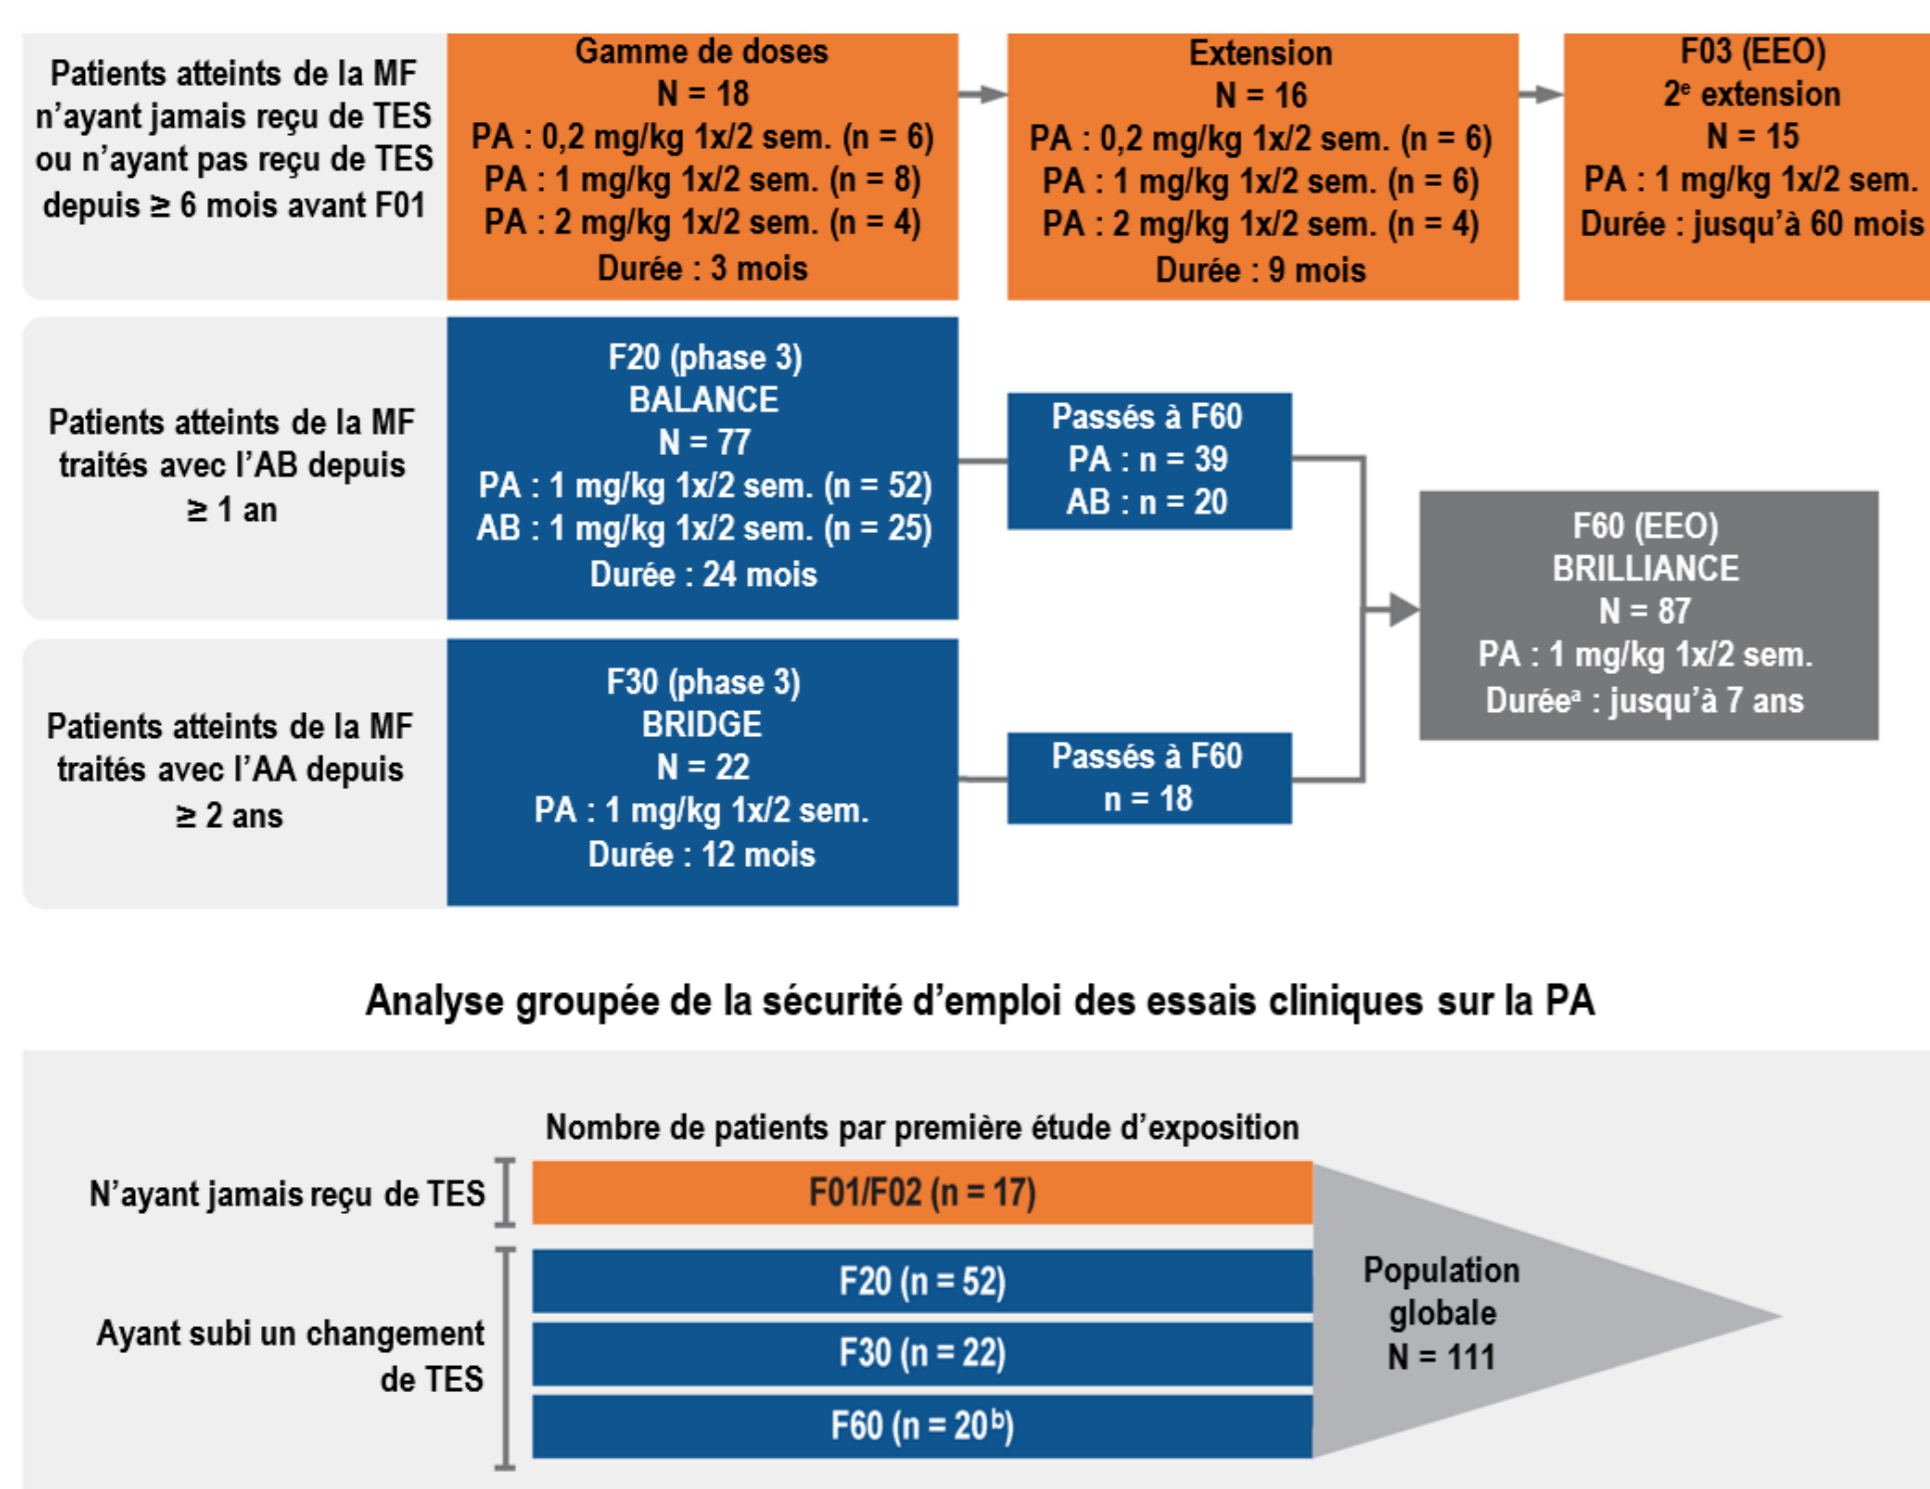 Patients atteints de la MF
n’ayant jamais reçu de TES
ou n’ayant pas reçu de TES
depuis ≥ 6 mois avant F01
Gamme de doses
N = 18
PA : 0,2 mg/kg 1x/2 sem. (n = 6)
PA : 1 mg/kg 1x/2 sem. (n = 8)
PA : 2 mg/kg 1x/2 sem. (n = 4)
Durée : 3 mois
Extension
N = 16
PA : 0,2 mg/kg 1x/2 sem. (n = 6)
PA : 1 mg/kg 1x/2 sem. (n = 6)
PA : 2 mg/kg 1x/2 sem. (n = 4)
Durée : 9 mois
F03 (EEO)
2ᵉ extension
N = 15
PA : 1 mg/kg 1x/2 sem.
Durée : jusqu’à 60 mois
Patients atteints de la MF
traités avec l’AB depuis
≥ 1 an
F20 (phase 3)
BALANCE
N = 77
PA : 1 mg/kg 1x/2 sem. (n = 52)
AB : 1 mg/kg 1x/2 sem. (n = 25)
Durée : 24 mois
Passés à F60
PA : n = 39
AB : n = 20
F60 (EEO)
BRILLIANCE
N = 87
PA : 1 mg/kg 1x/2 sem.
Duréeᵃ : jusqu’à 7 ans
Patients atteints de la MF
traités avec l’AA depuis
≥ 2 ans
F30 (phase 3)
BRIDGE
N = 22
PA : 1 mg/kg 1x/2 sem.
Durée : 12 mois
Passés à F60
n = 18
Analyse groupée de la sécurité d’emploi des essais cliniques sur la PA
Nombre de patients par première étude d’exposition
N’ayant jamais reçu de TES
F01/F02 (n = 17)
Ayant subi un changement
de TES
F20 (n = 52)
F30 (n = 22)
F60 (n = 20ᵇ)
Population
globale
N = 111